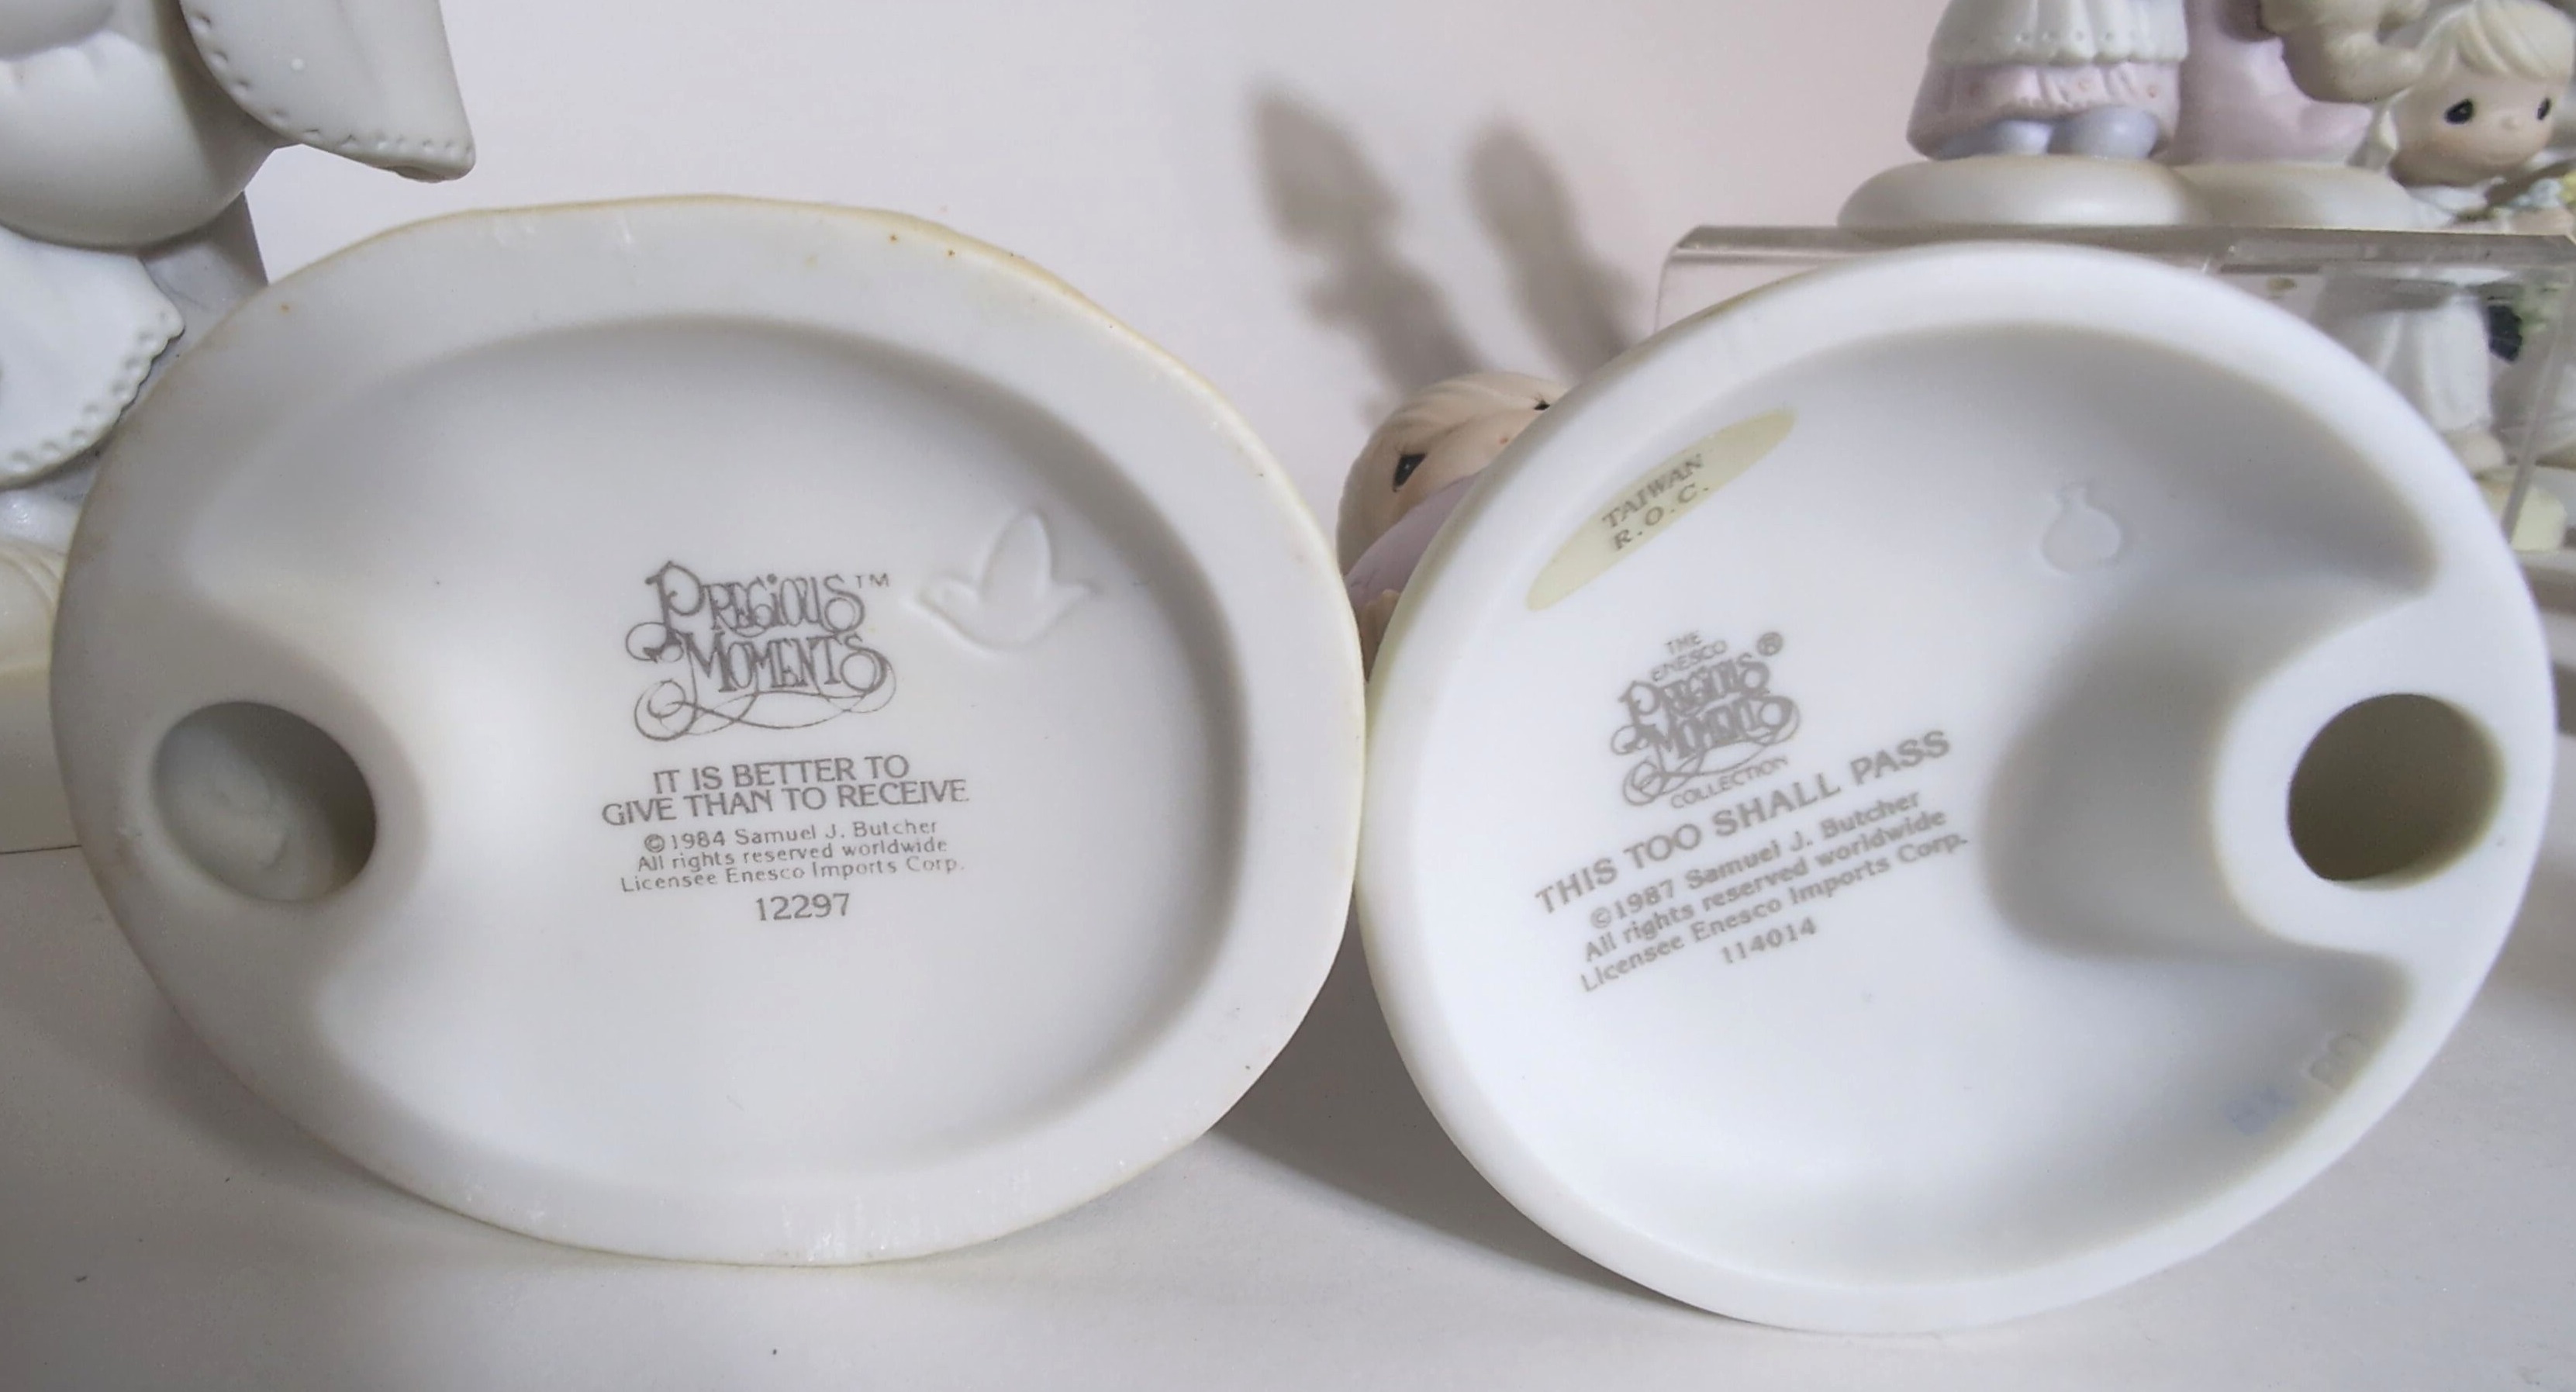 PRECIOUS™
MOMENTS
IT IS BETTER TO
GIVE THAN TO RECEIVE
©1984 Samuel J. Butcher
All rights reserved worldwide
Licensee Enesco Imports Corp.
12297
TAIWAN
R.O.C.
THE
ENESCO
PRECIOUS®
MOMENTS
COLLECTION
THIS TOO SHALL PASS
©1987 Samuel J. Butcher
All rights reserved worldwide
Licensee Enesco Imports Corp.
114014